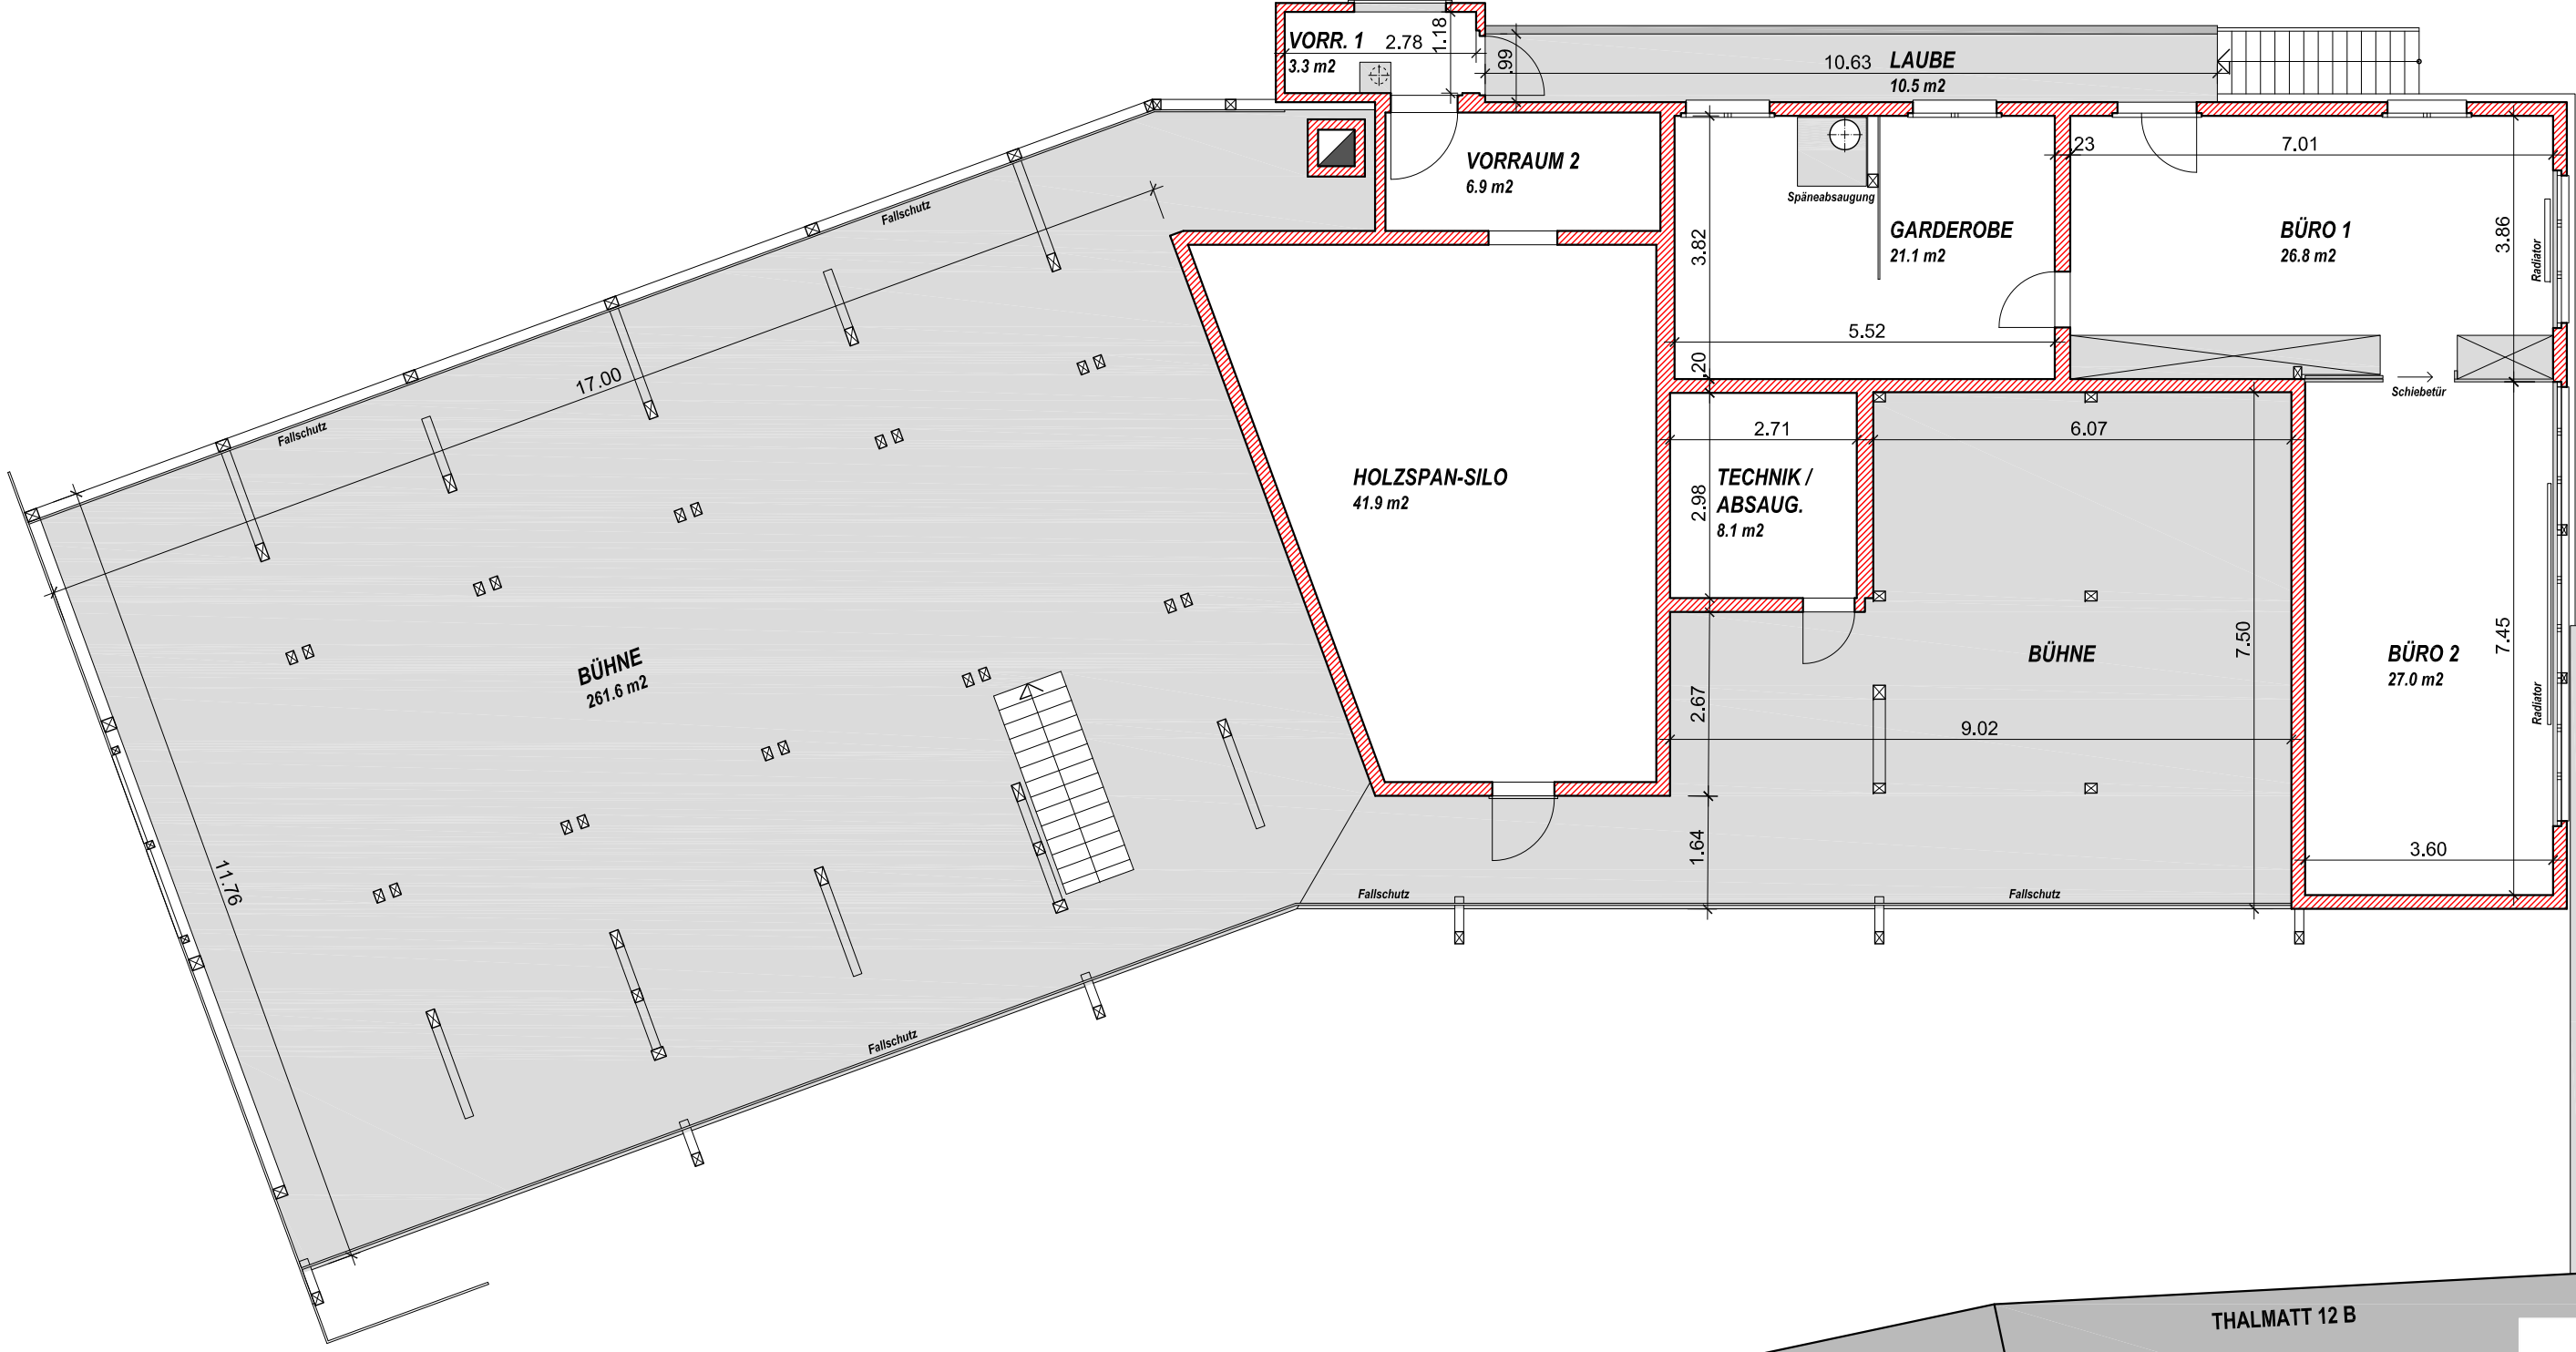 VORR. 1
3.3 m2
2.78
1.18
.99
10.63
LAUBE
10.5 m2
VORRAUM 2
6.9 m2
Späneabsaugung
GARDEROBE
21.1 m2
3.82
5.52
.20
23
7.01
BÜRO 1
26.8 m2
3.86
Radiator
Schiebetür
Fallschutz
17.00
Fallschutz
HOLZSPAN-SILO
41.9 m2
2.71
TECHNIK /
ABSAUG.
8.1 m2
2.98
6.07
BÜHNE
261.6 m2
BÜHNE
7.50
BÜRO 2
27.0 m2
7.45
Radiator
2.67
9.02
1.64
3.60
11.76
Fallschutz
Fallschutz
Fallschutz
THALMATT 12 B